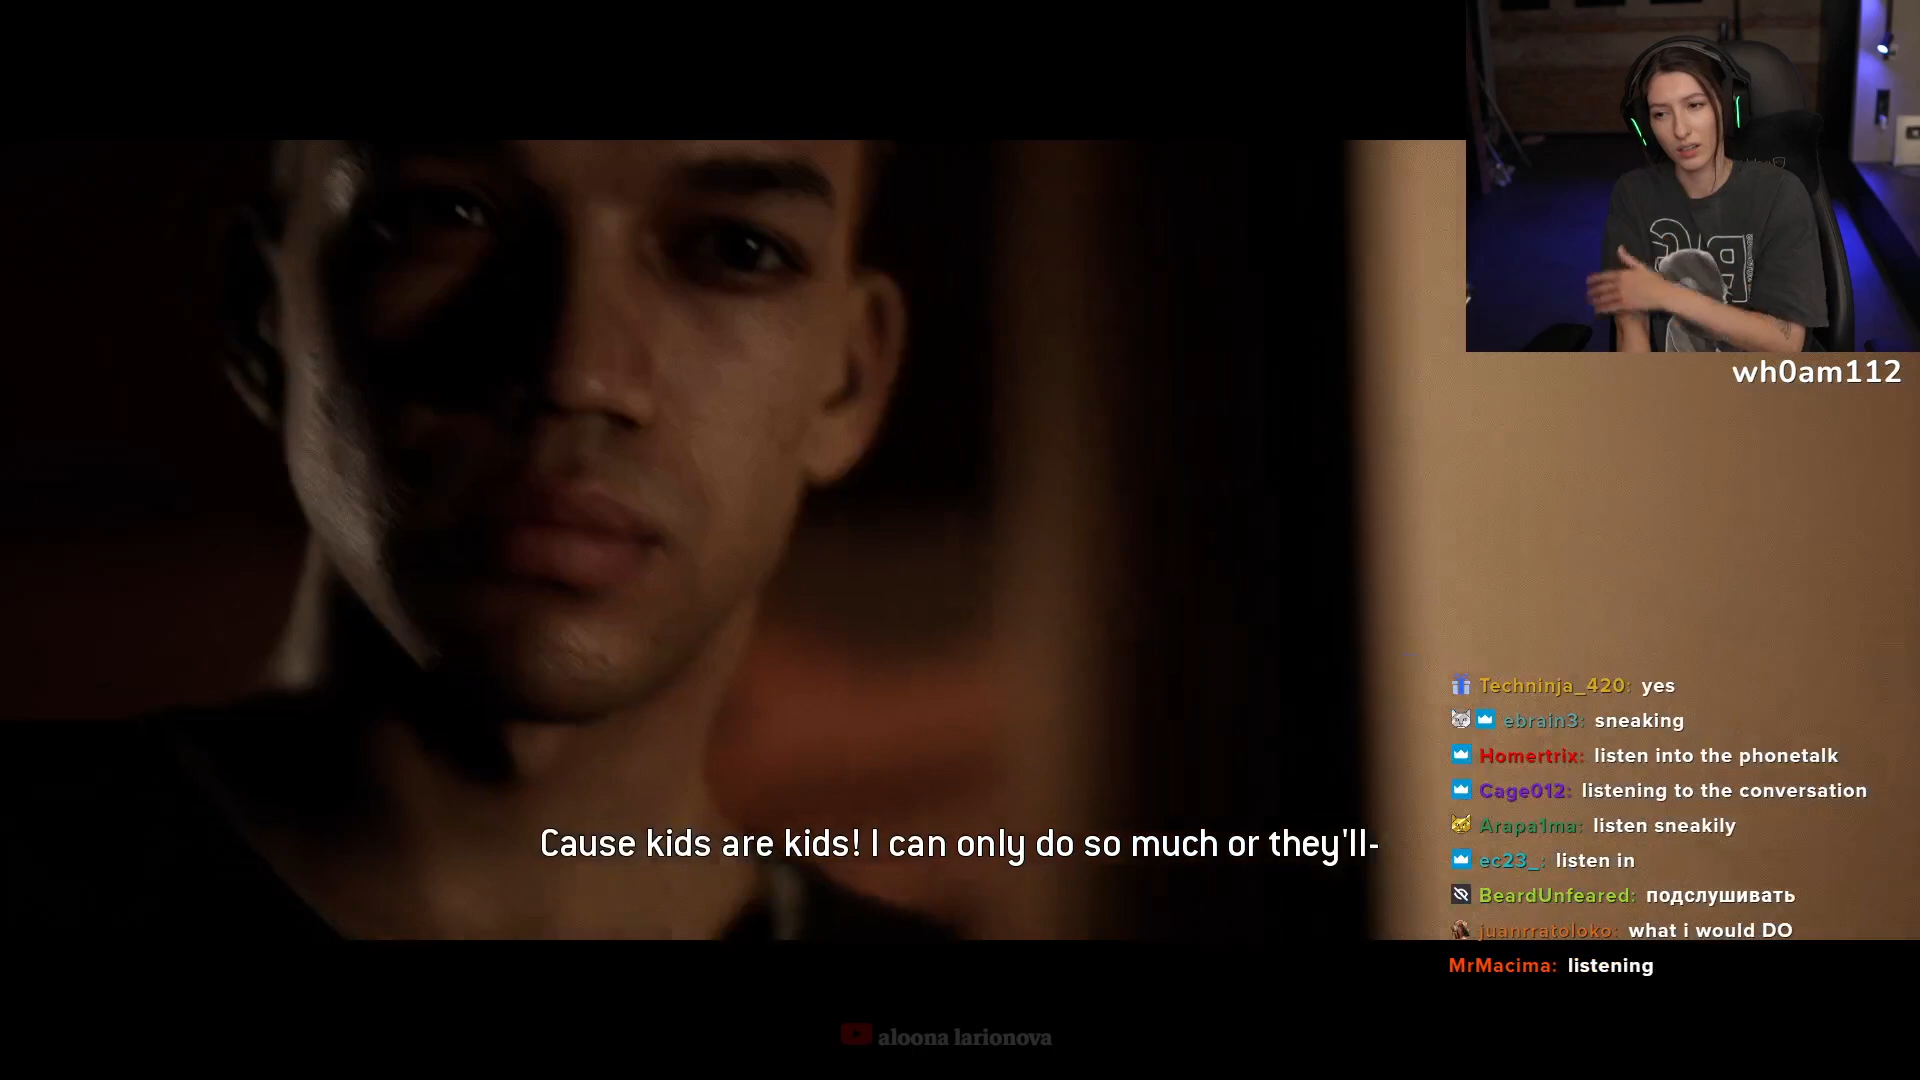 wh0am112
Cause kids are kids! I can only do so much or they'll-
Techninja_420: yes
ebrain3: sneaking
Homertrix: listen into the phonetalk
Cage012: listening to the conversation
Arapa1ma: listen sneakily
ec23_: listen in
BeardUnfeared: подслушивать
juanrratoloko: what i would DO
MrMacima: listening
aloona larionova